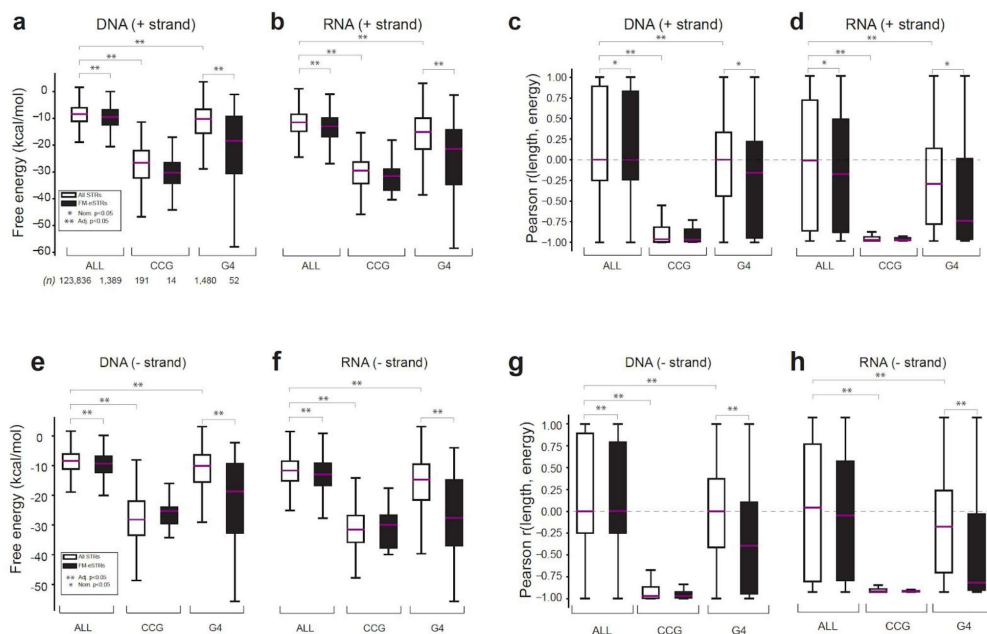 a DNA (+ strand)
b RNA (+ strand)
c DNA (+ strand)
d RNA (+ strand)
** ** ** **
** ** ** **
** ** ** ** * * * *
Free energy (kcal/mol)
0
−10
−20
−30
−40
−50
−60
All STRs
FM-eSTRs
* Nom. p<0.05
** Adj. p<0.05
Pearson r(length, energy)
1.00
0.75
0.50
0.25
0.00
−0.25
−0.50
−0.75
−1.00
ALL CCG G4 ALL CCG G4 ALL CCG G4 ALL CCG G4
(n) 123,836 1,389 191 14 1,480 52
e DNA (- strand)
f RNA (- strand)
g DNA (- strand)
h RNA (- strand)
** ** ** **
** ** ** **
** ** ** ** ** ** **
Free energy (kcal/mol)
0
-10
-20
-30
-40
-50
All STRs
FM-eSTRs
** Adj. p<0.05
* Nom. p<0.05
Pearson r(length, energy)
1.00
0.75
0.50
0.25
0.00
−0.25
−0.50
−0.75
−1.00
ALL CCG G4 ALL CCG G4 ALL CCG G4 ALL CCG G4